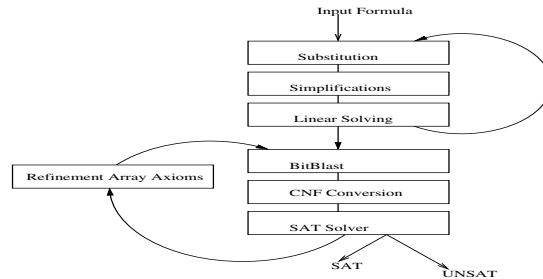 Input Formula
Substitution
Simplifications
Linear Solving
BitBlast
Refinement Array Axioms
CNF Conversion
SAT Solver
SAT
UNSAT